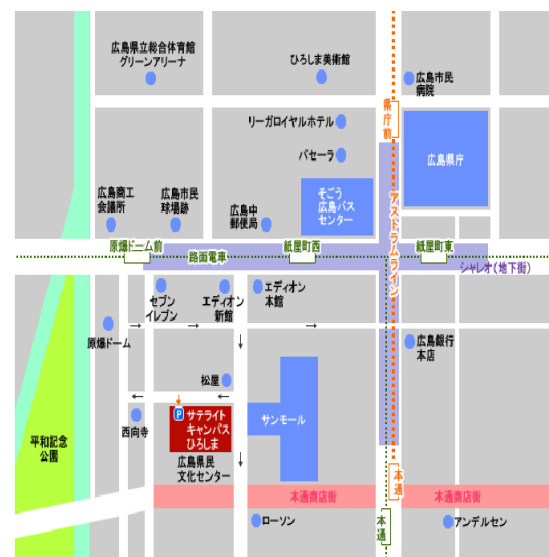 広島県立総合体育館
グリーンアリーナ
ひろしま美術館
広島市民
病院
県庁前
リーガロイヤルホテル
パセーラ
広島県庁
広島商工
会議所
広島市民
球場跡
広島中
郵便局
そごう
広島バス
センター
アストラムライン
原爆ドーム前
路面電車
紙屋町西
紙屋町東
シャレオ(地下街)
セブン
イレブン
エディオン
新館
エディオン
本館
原爆ドーム
広島銀行
本店
松屋
西向寺
P
サテライト
キャンパス
ひろしま
サンモール
平和記念
公園
広島県民
文化センター
本通
本通商店街
本通商店街
本通
ローソン
アンデルセン